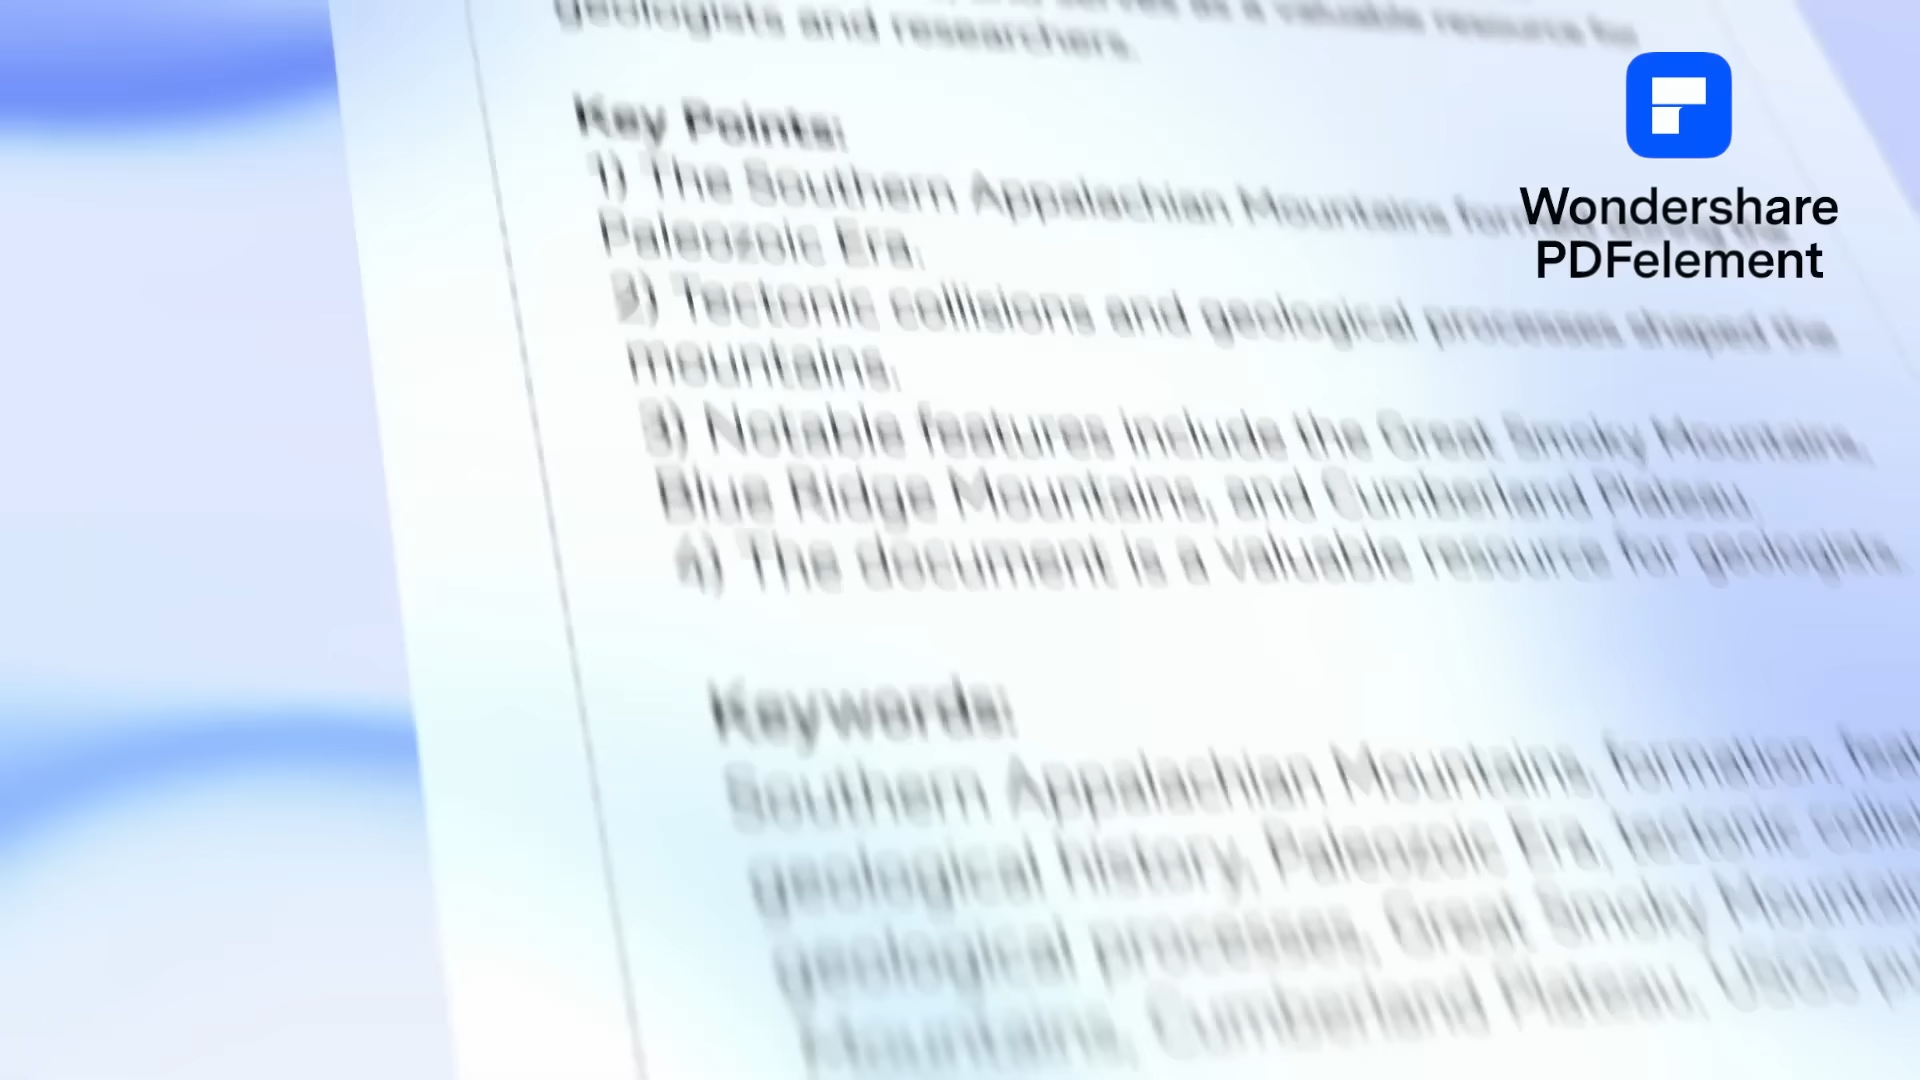 geologists and researchers.
Key Points:
1) The Southern Appalachian Mountains
Paleozoic Era.
2) Tectonic collisions and geological processes shaped the
mountains.
3) Notable features include the Great Smoky Mountains,
Blue Ridge Mountains, and Cumberland Plateau.
4) The document is a valuable resource for geologists
Keywords:
Southern Appalachian Mountains, formation,
geological history, Paleozoic Era, tectonic
geological processes, Great Smoky
Mountains, Cumberland Plateau, USGS
Wondershare
PDFelement